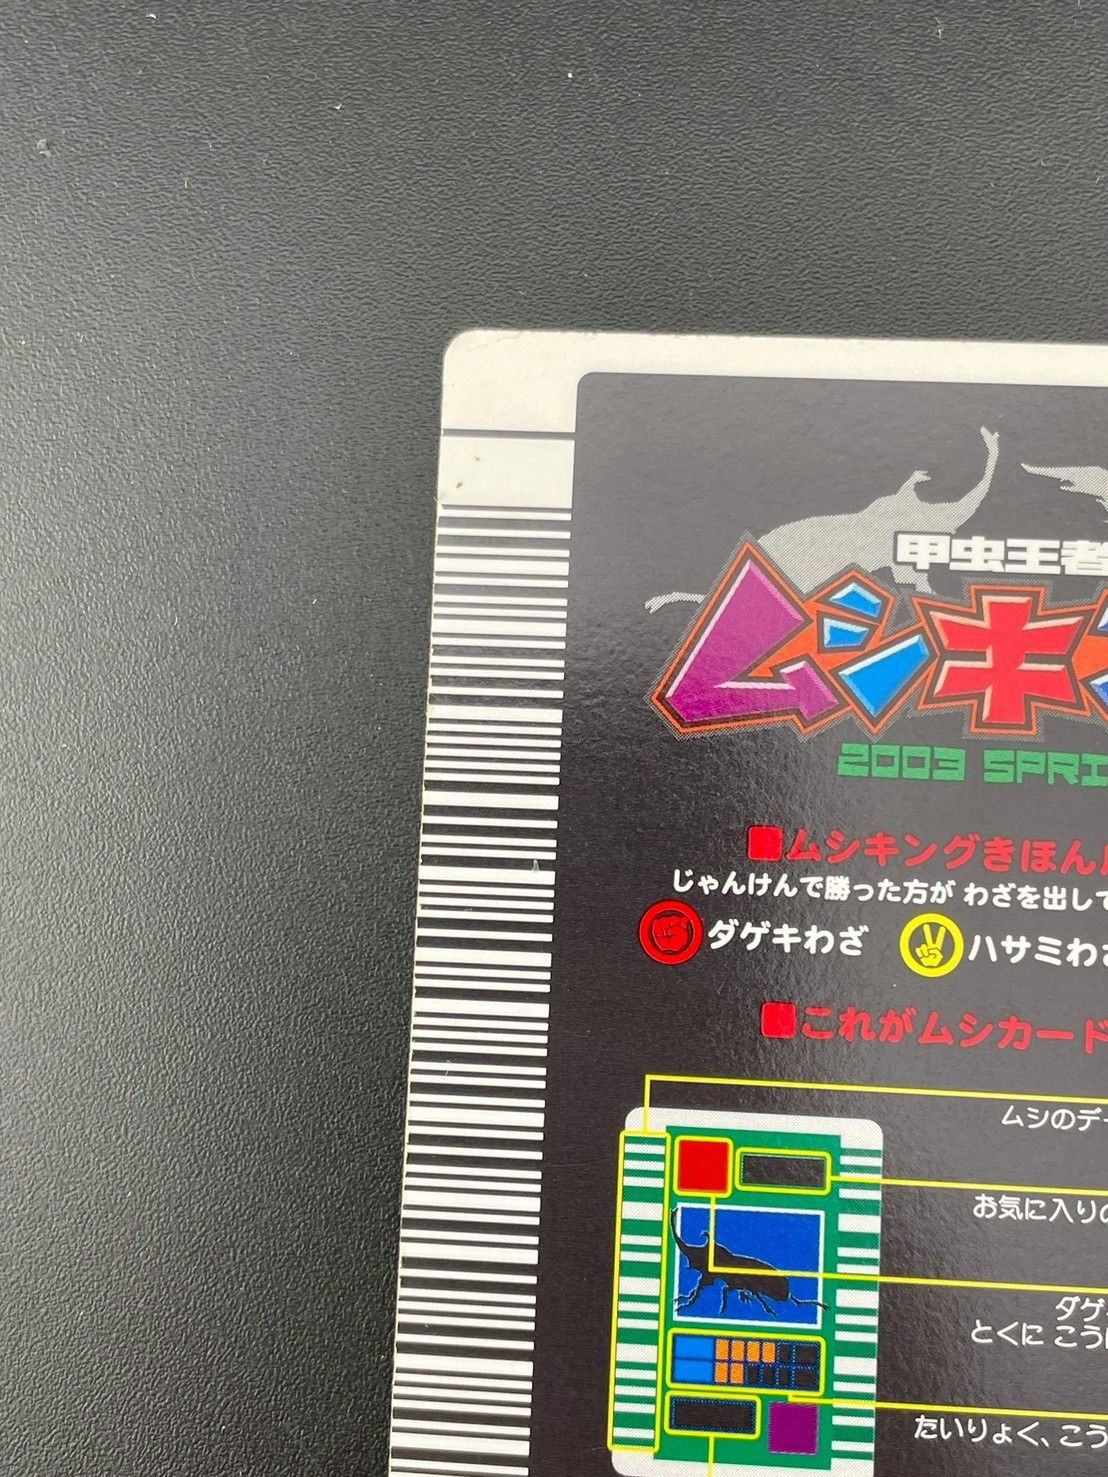 甲虫王者
ムシキン
2003 SPRI
■ムシキングきほん
じゃんけんで勝った方が わざを出して
ダゲキわざ ハサミわざ
■これがムシカード
ムシのデー
お気に入りの
ダゲ
とくに こう
たいりょく、こう